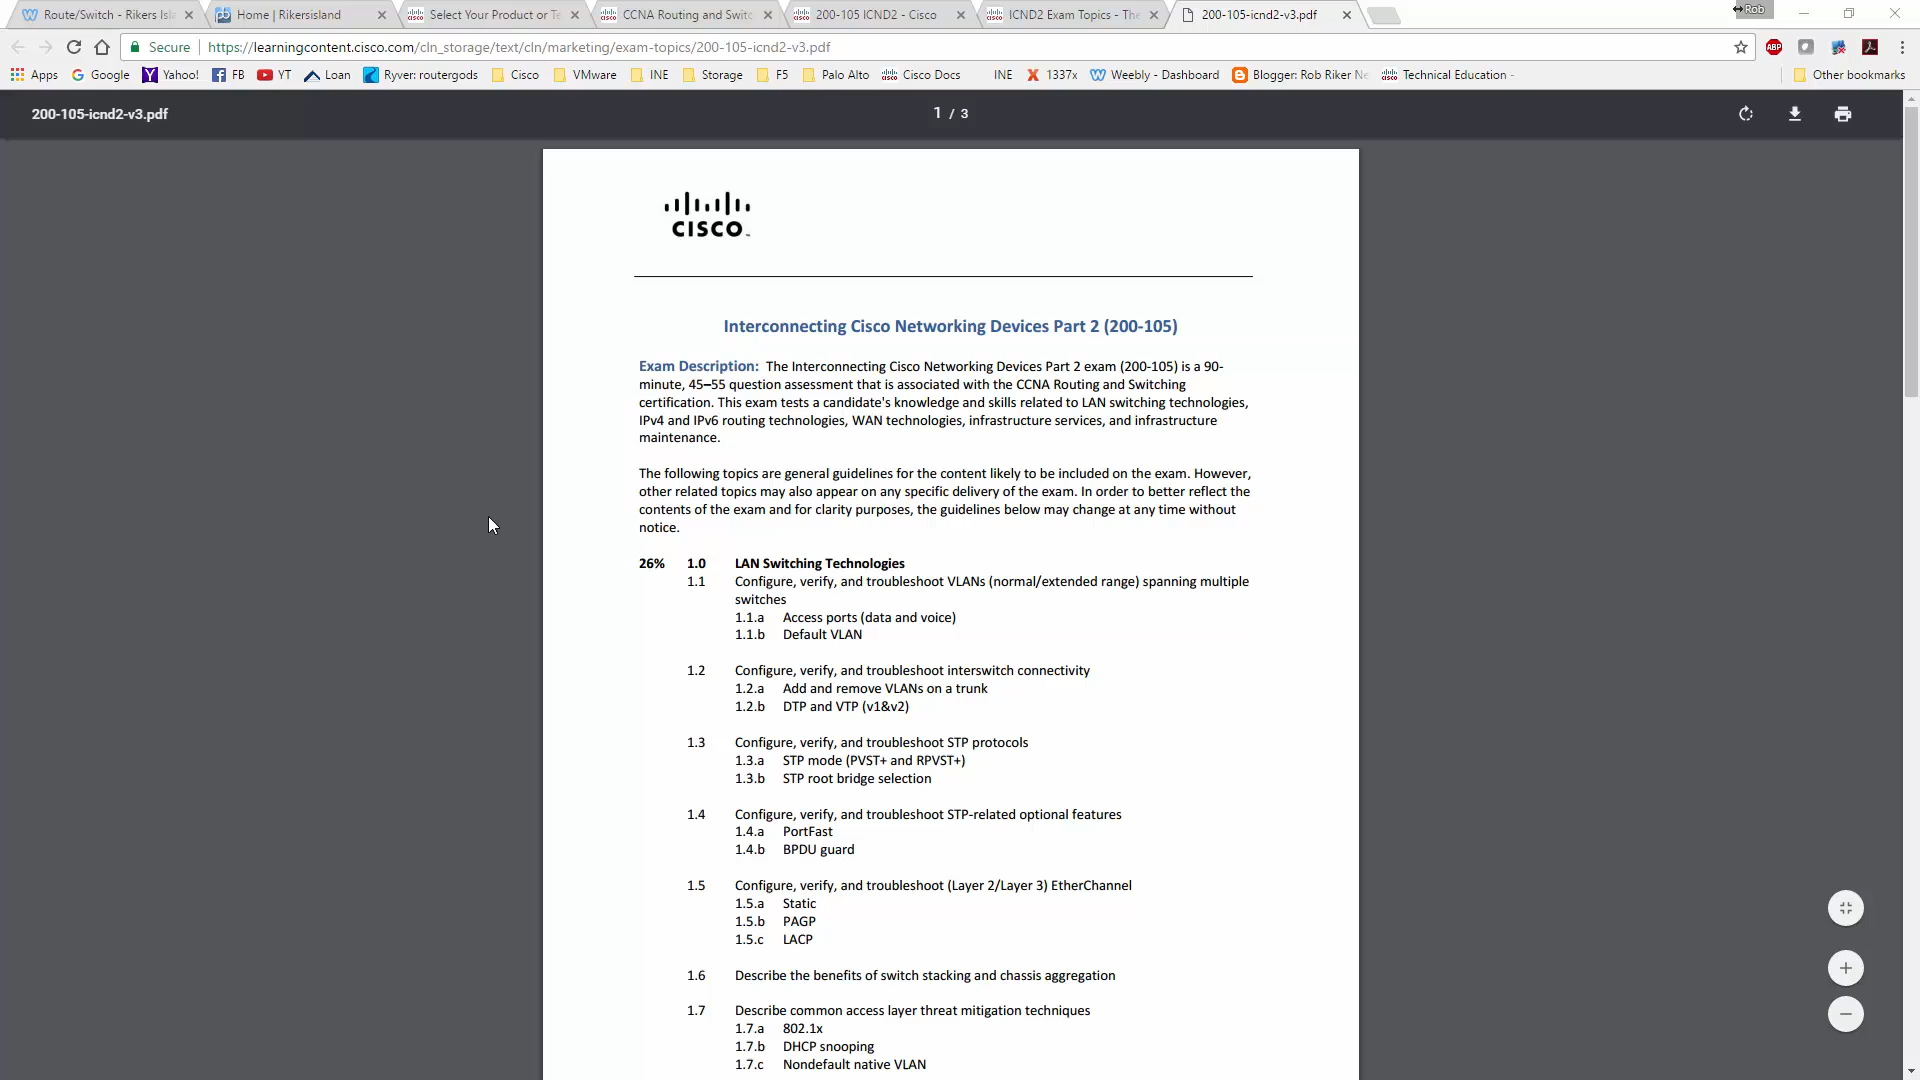 Route/Switch - Rikers Isl
Home | Rikersisland
Select Your Product or Te
CCNA Routing and Switc
200-105 ICND2 - Cisco
ICND2 Exam Topics - The
200-105-icnd2-v3.pdf
Rob
Secure
https://learningcontent.cisco.com/cln_storage/text/cln/marketing/exam-topics/200-105-icnd2-v3.pdf
ABP
Apps
Google
Yahoo!
FB
YT
Loan
Ryver: routergods
Cisco
VMware
INE
Storage
F5
Palo Alto
Cisco Docs
INE
1337x
Weebly - Dashboard
Blogger: Rob Riker Ne
Technical Education -
Other bookmarks
200-105-icnd2-v3.pdf
1 / 3
CISCO
Interconnecting Cisco Networking Devices Part 2 (200-105)
Exam Description: The Interconnecting Cisco Networking Devices Part 2 exam (200-105) is a 90-
minute, 45–55 question assessment that is associated with the CCNA Routing and Switching
certification. This exam tests a candidate's knowledge and skills related to LAN switching technologies,
IPv4 and IPv6 routing technologies, WAN technologies, infrastructure services, and infrastructure
maintenance.
The following topics are general guidelines for the content likely to be included on the exam. However,
other related topics may also appear on any specific delivery of the exam. In order to better reflect the
contents of the exam and for clarity purposes, the guidelines below may change at any time without
notice.
26% 1.0 LAN Switching Technologies
1.1 Configure, verify, and troubleshoot VLANs (normal/extended range) spanning multiple
switches
1.1.a Access ports (data and voice)
1.1.b Default VLAN
1.2 Configure, verify, and troubleshoot interswitch connectivity
1.2.a Add and remove VLANs on a trunk
1.2.b DTP and VTP (v1&v2)
1.3 Configure, verify, and troubleshoot STP protocols
1.3.a STP mode (PVST+ and RPVST+)
1.3.b STP root bridge selection
1.4 Configure, verify, and troubleshoot STP-related optional features
1.4.a PortFast
1.4.b BPDU guard
1.5 Configure, verify, and troubleshoot (Layer 2/Layer 3) EtherChannel
1.5.a Static
1.5.b PAGP
1.5.c LACP
1.6 Describe the benefits of switch stacking and chassis aggregation
1.7 Describe common access layer threat mitigation techniques
1.7.a 802.1x
1.7.b DHCP snooping
1.7.c Nondefault native VLAN